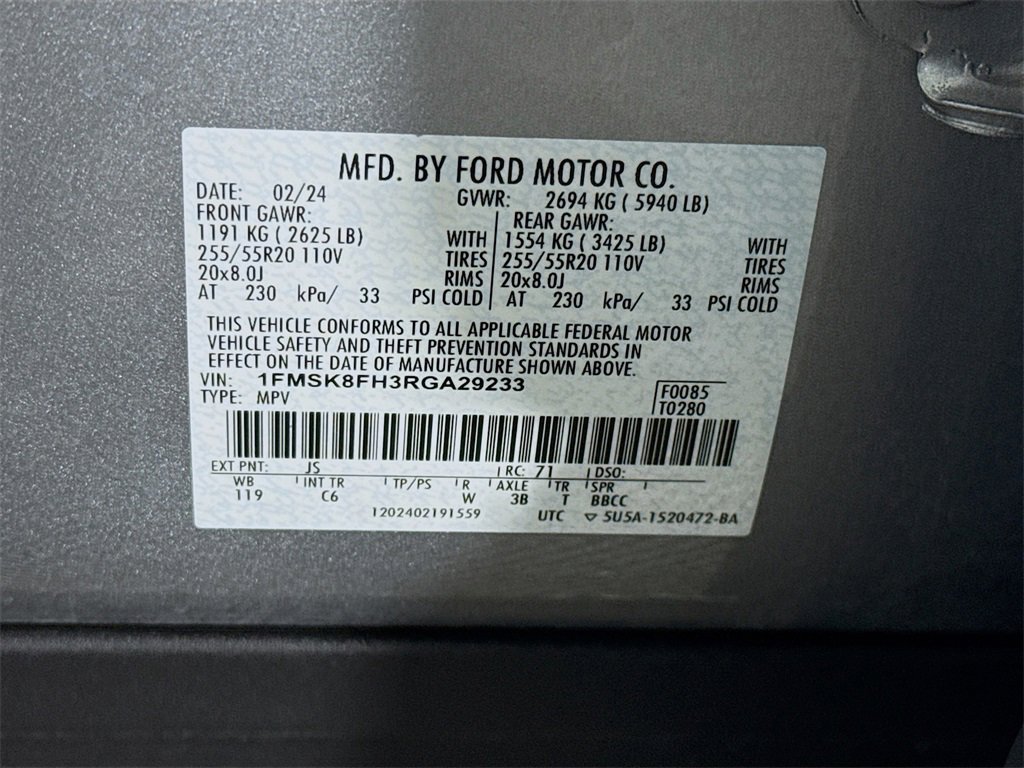 MFD. BY FORD MOTOR CO.
DATE: 02/24 GVWR: 2694 KG ( 5940 LB)
FRONT GAWR: REAR GAWR:
1191 KG ( 2625 LB) WITH 1554 KG ( 3425 LB) WITH
255/55R20 110V TIRES 255/55R20 110V TIRES
20x8.0J RIMS 20x8.0J RIMS
AT 230 kPa/ 33 PSI COLD AT 230 kPa/ 33 PSI COLD
THIS VEHICLE CONFORMS TO ALL APPLICABLE FEDERAL MOTOR
VEHICLE SAFETY AND THEFT PREVENTION STANDARDS IN
EFFECT ON THE DATE OF MANUFACTURE SHOWN ABOVE.
VIN: 1FMSK8FH3RGA29233
TYPE: MPV
F0085
T0280
EXT PNT: JS RC: 71 DSO:
WB INT TR TP/PS R AXLE TR SPR
119 C6 W 3B T BBCC
1202402191559 UTC ▽ 5U5A-1520472-BA